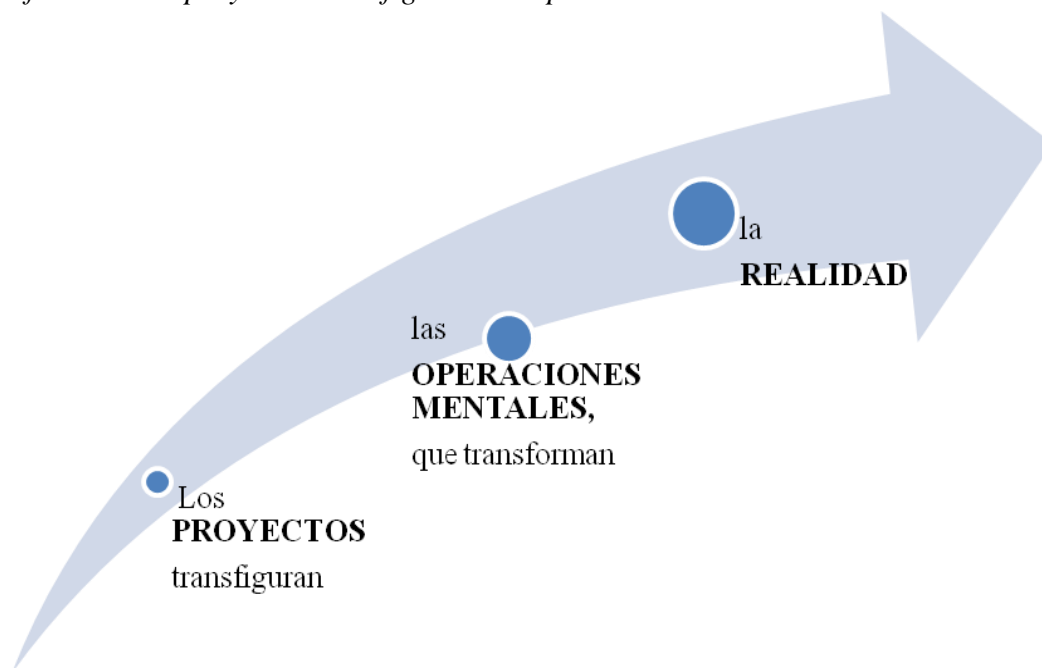 Los
PROYECTOS
transfiguran
las
OPERACIONES
MENTALES,
que transforman
la
REALIDAD